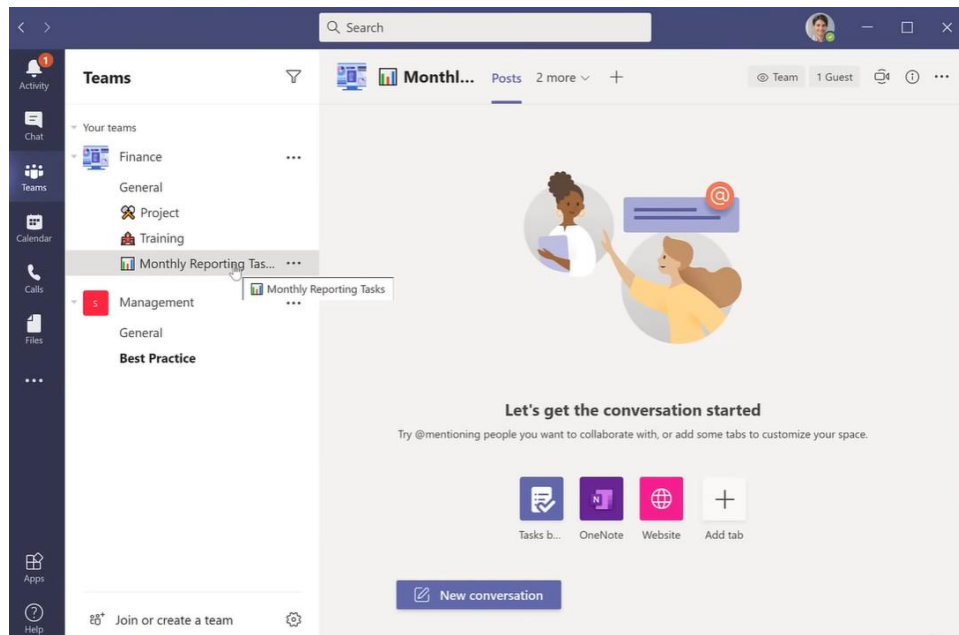 Search
1
Activity
Chat
Teams
Calendar
Calls
Files
Apps
Help
Teams
Your teams
Finance
General
Project
Training
Monthly Reporting Tas...
Monthly Reporting Tasks
S
Management
General
Best Practice
Join or create a team
Monthl...
Posts
2 more
Team
1 Guest
@
Let's get the conversation started
Try @mentioning people you want to collaborate with, or add some tabs to customize your space.
N
Tasks b...
OneNote
Website
Add tab
New conversation